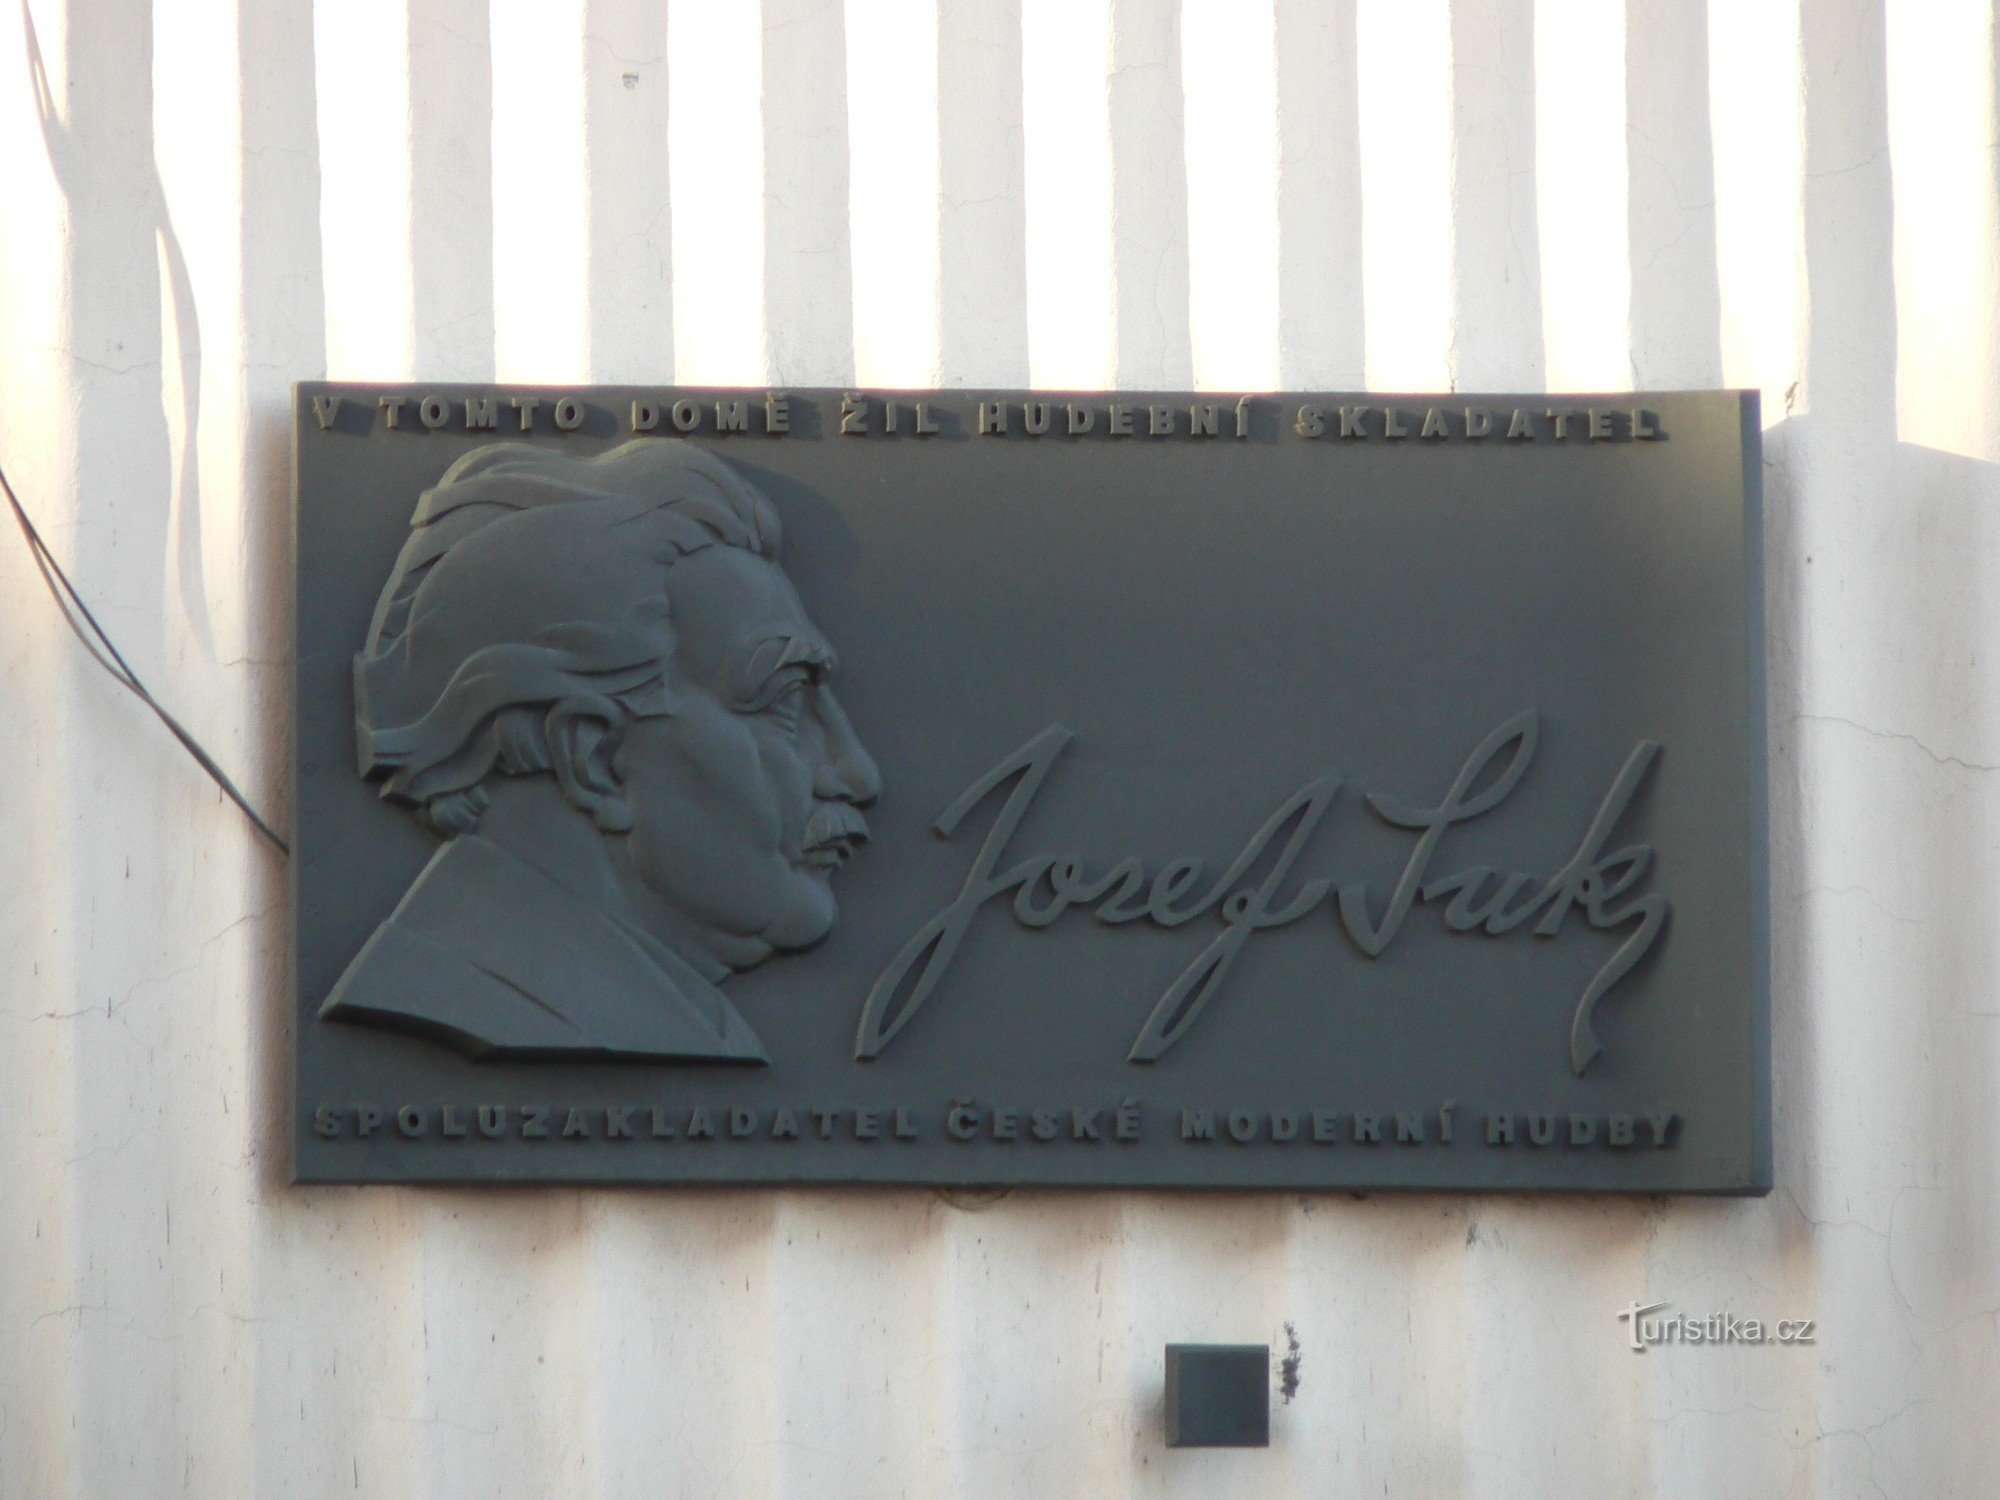 V TOMTO DOMĚ ŽIL HUDEBNÍ SKLADATEL
Josef Suk
SPOLUZAKLADATEL ČESKÉ MODERNÍ HUDBY
Turistika.cz